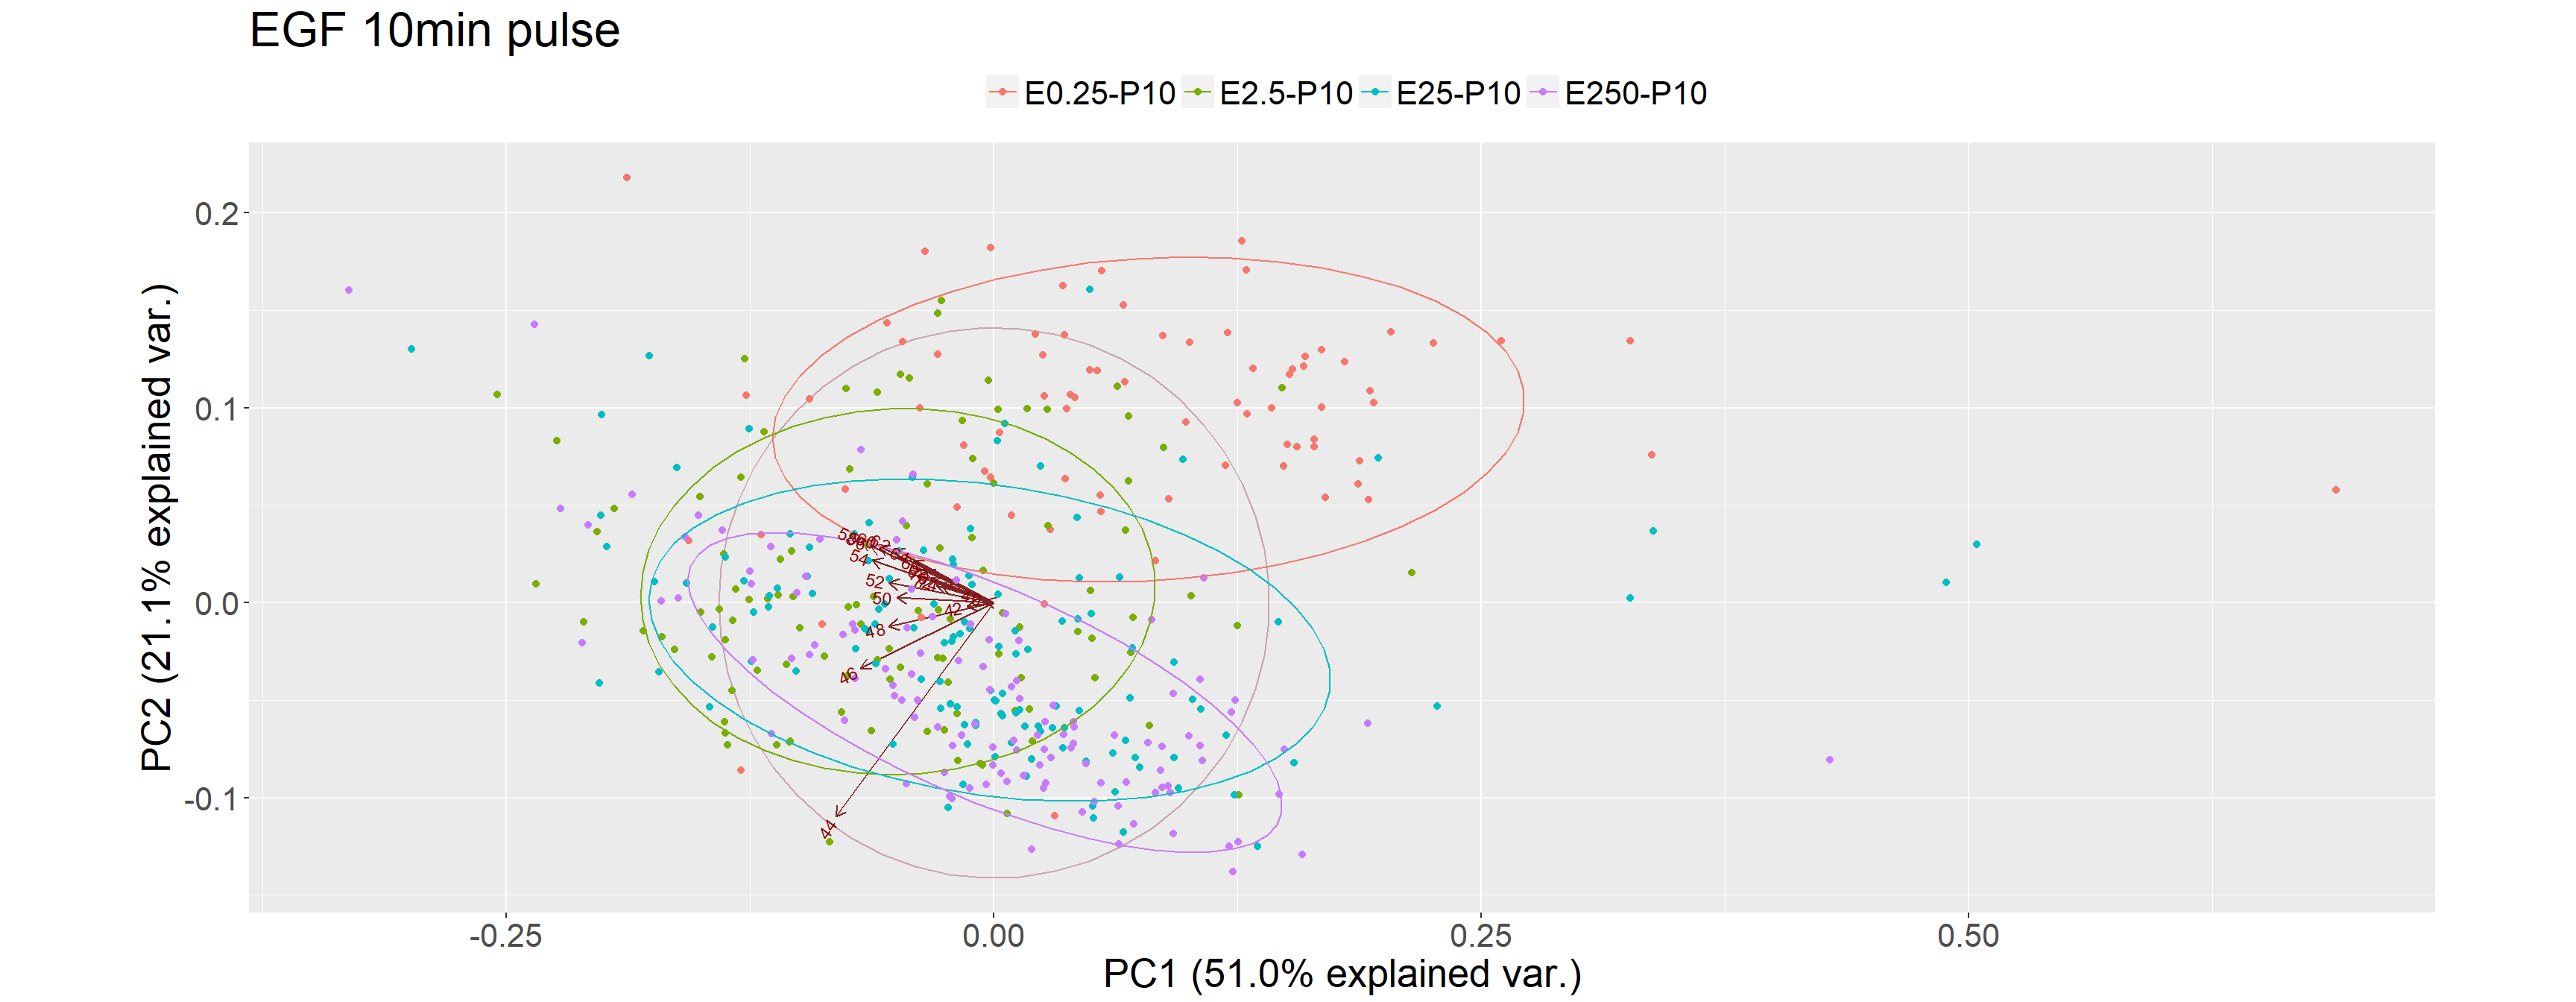 EGF 10min pulse
E0.25-P10 E2.5-P10 E25-P10 E250-P10
PC2 (21.1% explained var.)
0.2
0.1
0.0
-0.1
54
52
50
42
48
46
44
-0.25 0.00 0.25 0.50
PC1 (51.0% explained var.)